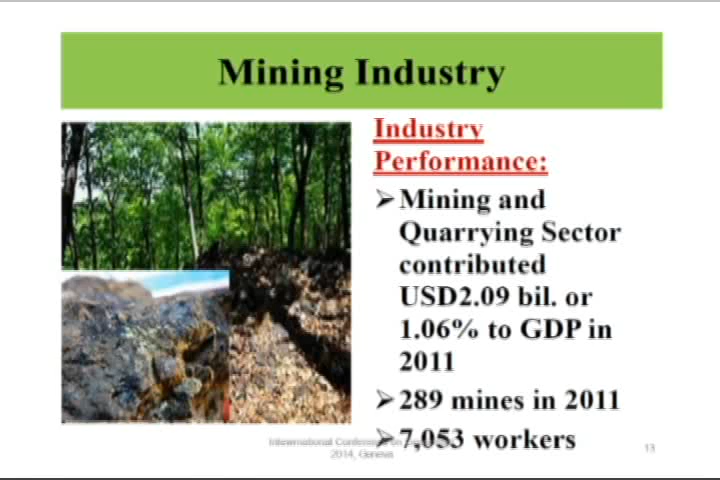 Mining Industry
Industry
Performance:
➢ Mining and
Quarrying Sector
contributed
USD2.09 bil. or
1.06% to GDP in
2011
➢ 289 mines in 2011
➢ 7,053 workers
Conference on
2014, Geneva
13